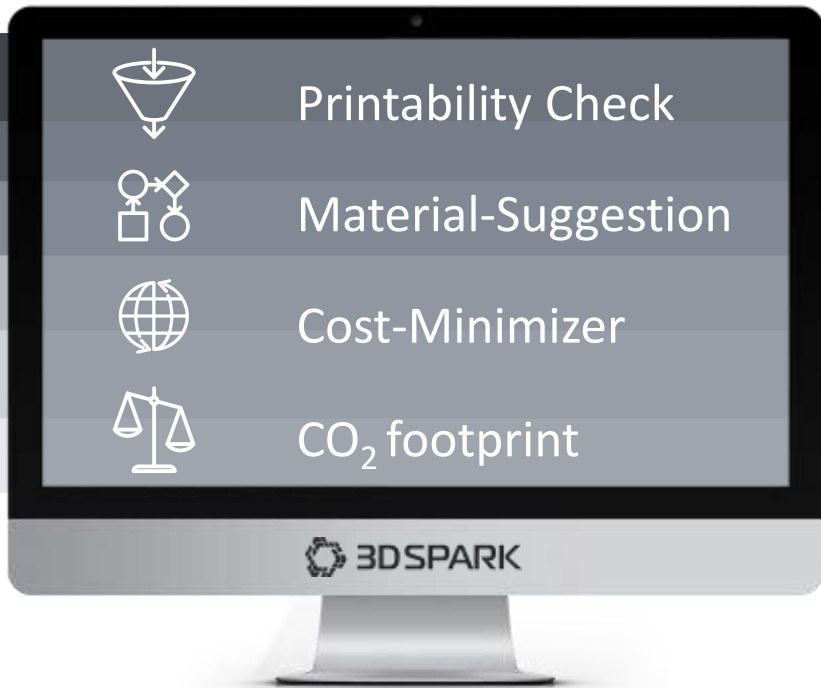 Printability Check
Material-Suggestion
Cost-Minimizer
CO₂ footprint
3DSPARK